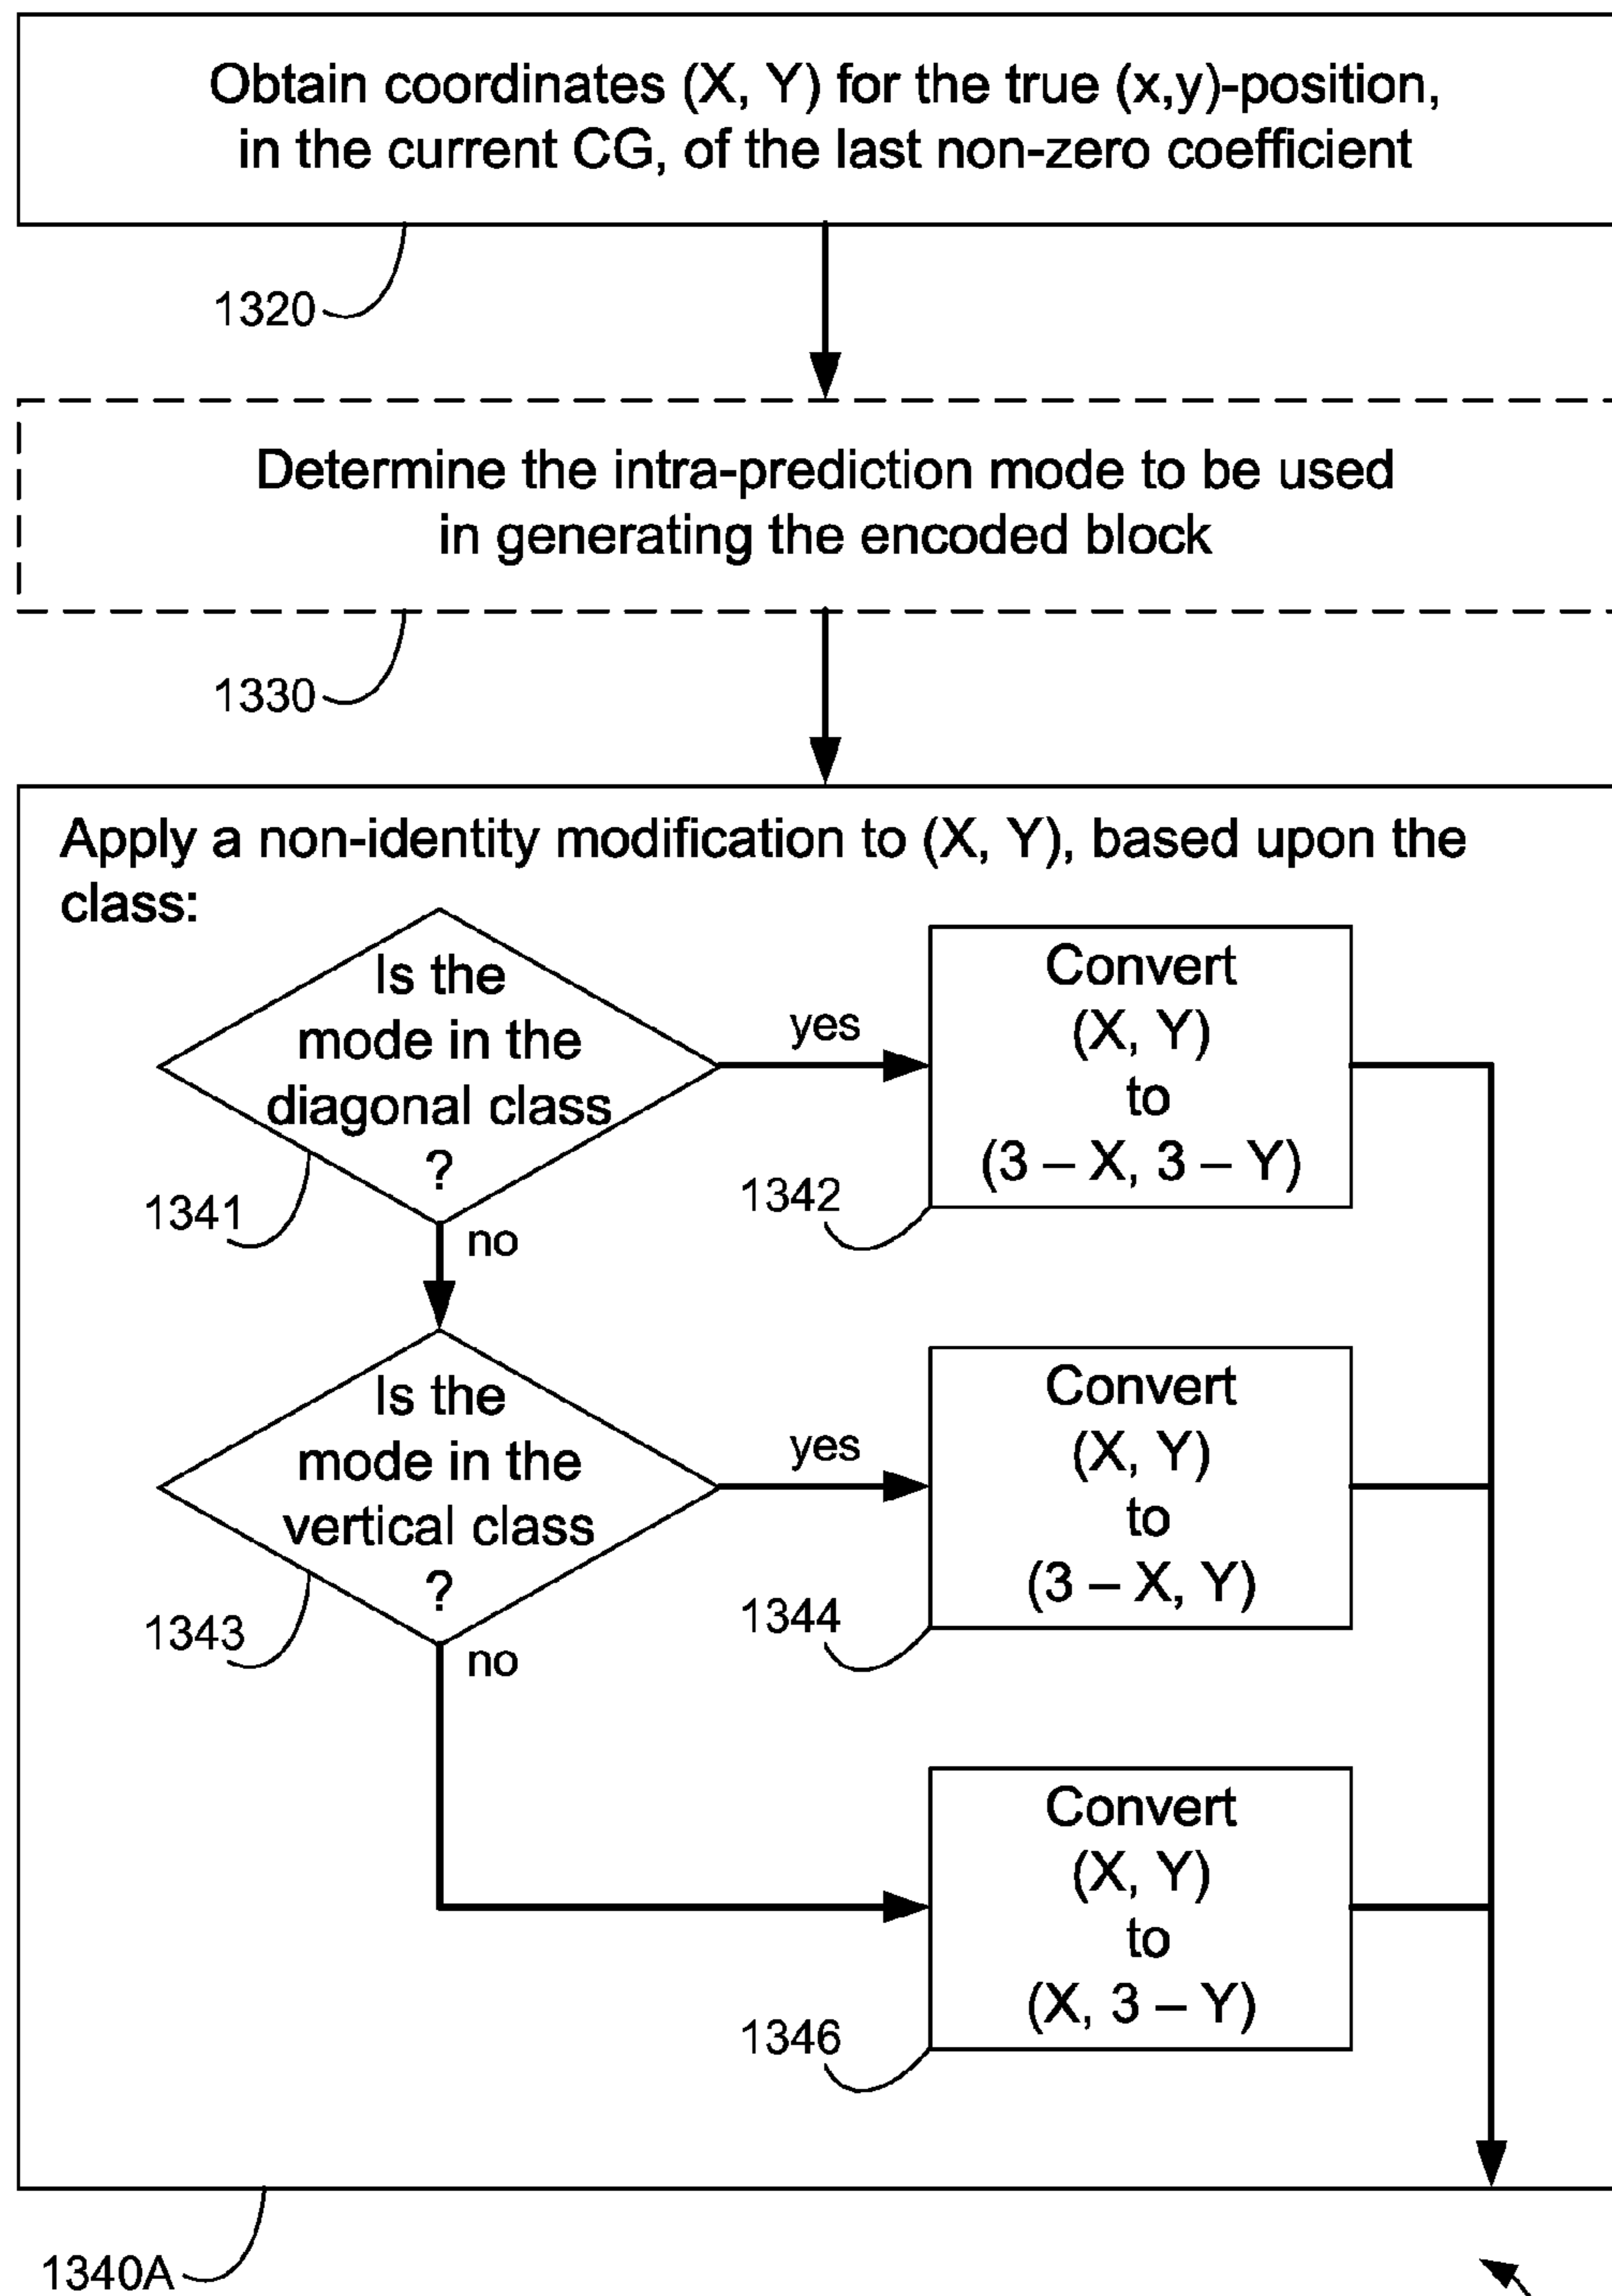 Obtain coordinates (X, Y) for the true (x,y)-position,
in the current CG, of the last non-zero coefficient
1320
Determine the intra-prediction mode to be used
in generating the encoded block
1330
Apply a non-identity modification to (X, Y), based upon the
class:
Is the
mode in the
diagonal class
?
1341
yes
no
Convert
(X, Y)
to
(3 – X, 3 – Y)
1342
Is the
mode in the
vertical class
?
1343
yes
no
Convert
(X, Y)
to
(3 – X, Y)
1344
Convert
(X, Y)
to
(X, 3 – Y)
1346
1340A